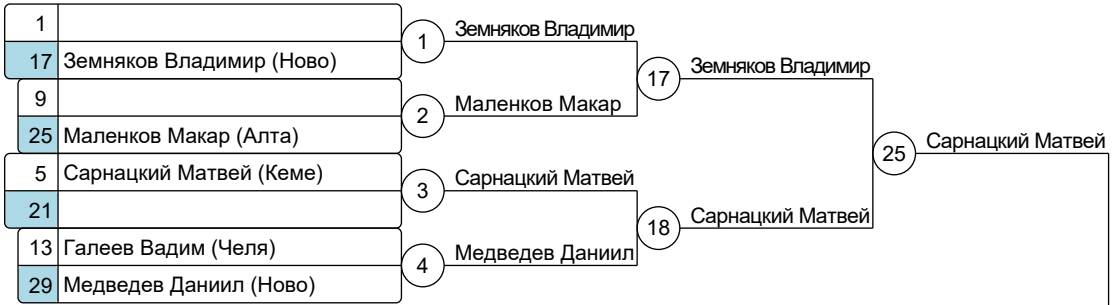 1
17 Земняков Владимир (Ново)
9
25 Маленков Макар (Алта)
5 Сарнацкий Матвей (Кеме)
21
13 Галеев Вадим (Челя)
29 Медведев Даниил (Ново)
1 Земняков Владимир
2 Маленков Макар
3 Сарнацкий Матвей
4 Медведев Даниил
17 Земняков Владимир
18 Сарнацкий Матвей
25 Сарнацкий Матвей